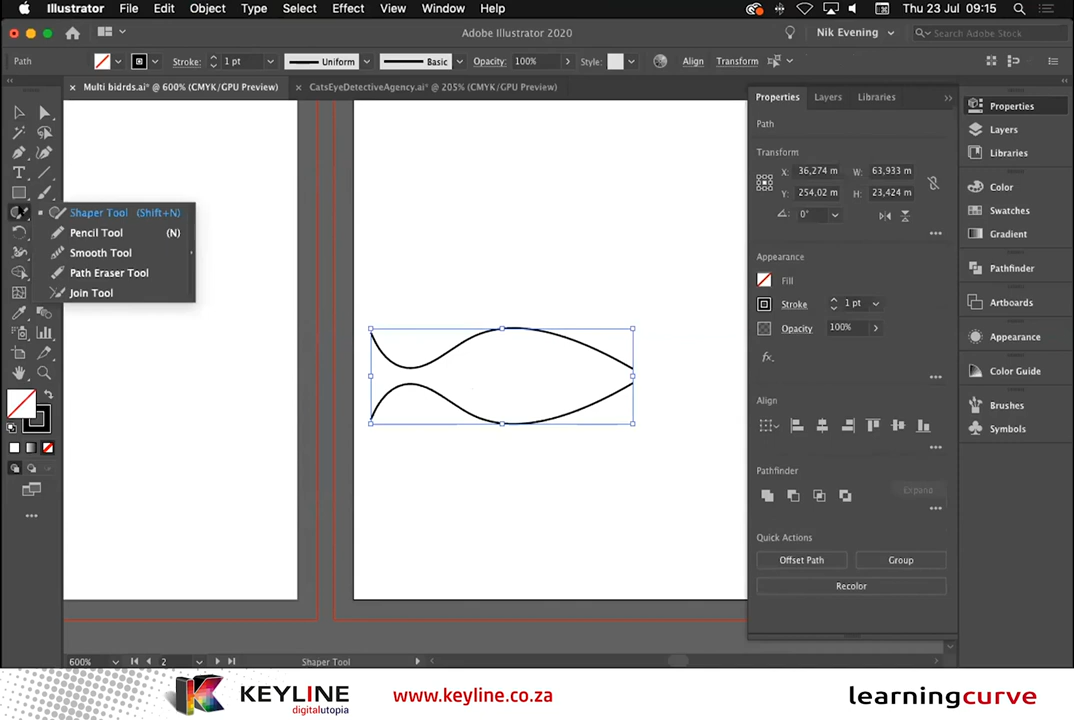 Illustrator File Edit Object Type Select Effect View Window Help Thu 23 Jul 09:15
Adobe Illustrator 2020 Nik Evening Search Adobe Stock
Path Stroke: 1 pt Uniform Basic Opacity: 100% Style: Align Transform
× Multi bidrds.ai* @ 600% (CMYK/GPU Preview) × CatsEyeDetectiveAgency.ai* @ 205% (CMYK/GPU Preview)
Shaper Tool (Shift+N)
Pencil Tool (N)
Smooth Tool
Path Eraser Tool
Join Tool
Properties Layers Libraries
Path
Transform
X: 36,274 m W: 63,933 m
Y: 254,02 m H: 23,424 m
0°
Appearance
Fill
Stroke 1 pt
Opacity 100%
fx.
Align
Pathfinder
Expand
Quick Actions
Offset Path Group
Recolor
Properties
Layers
Libraries
Color
Swatches
Gradient
Pathfinder
Artboards
Appearance
Color Guide
Brushes
Symbols
600% 2 Shaper Tool
KEYLINE
digitalutopia
www.keyline.co.za
learningcurve